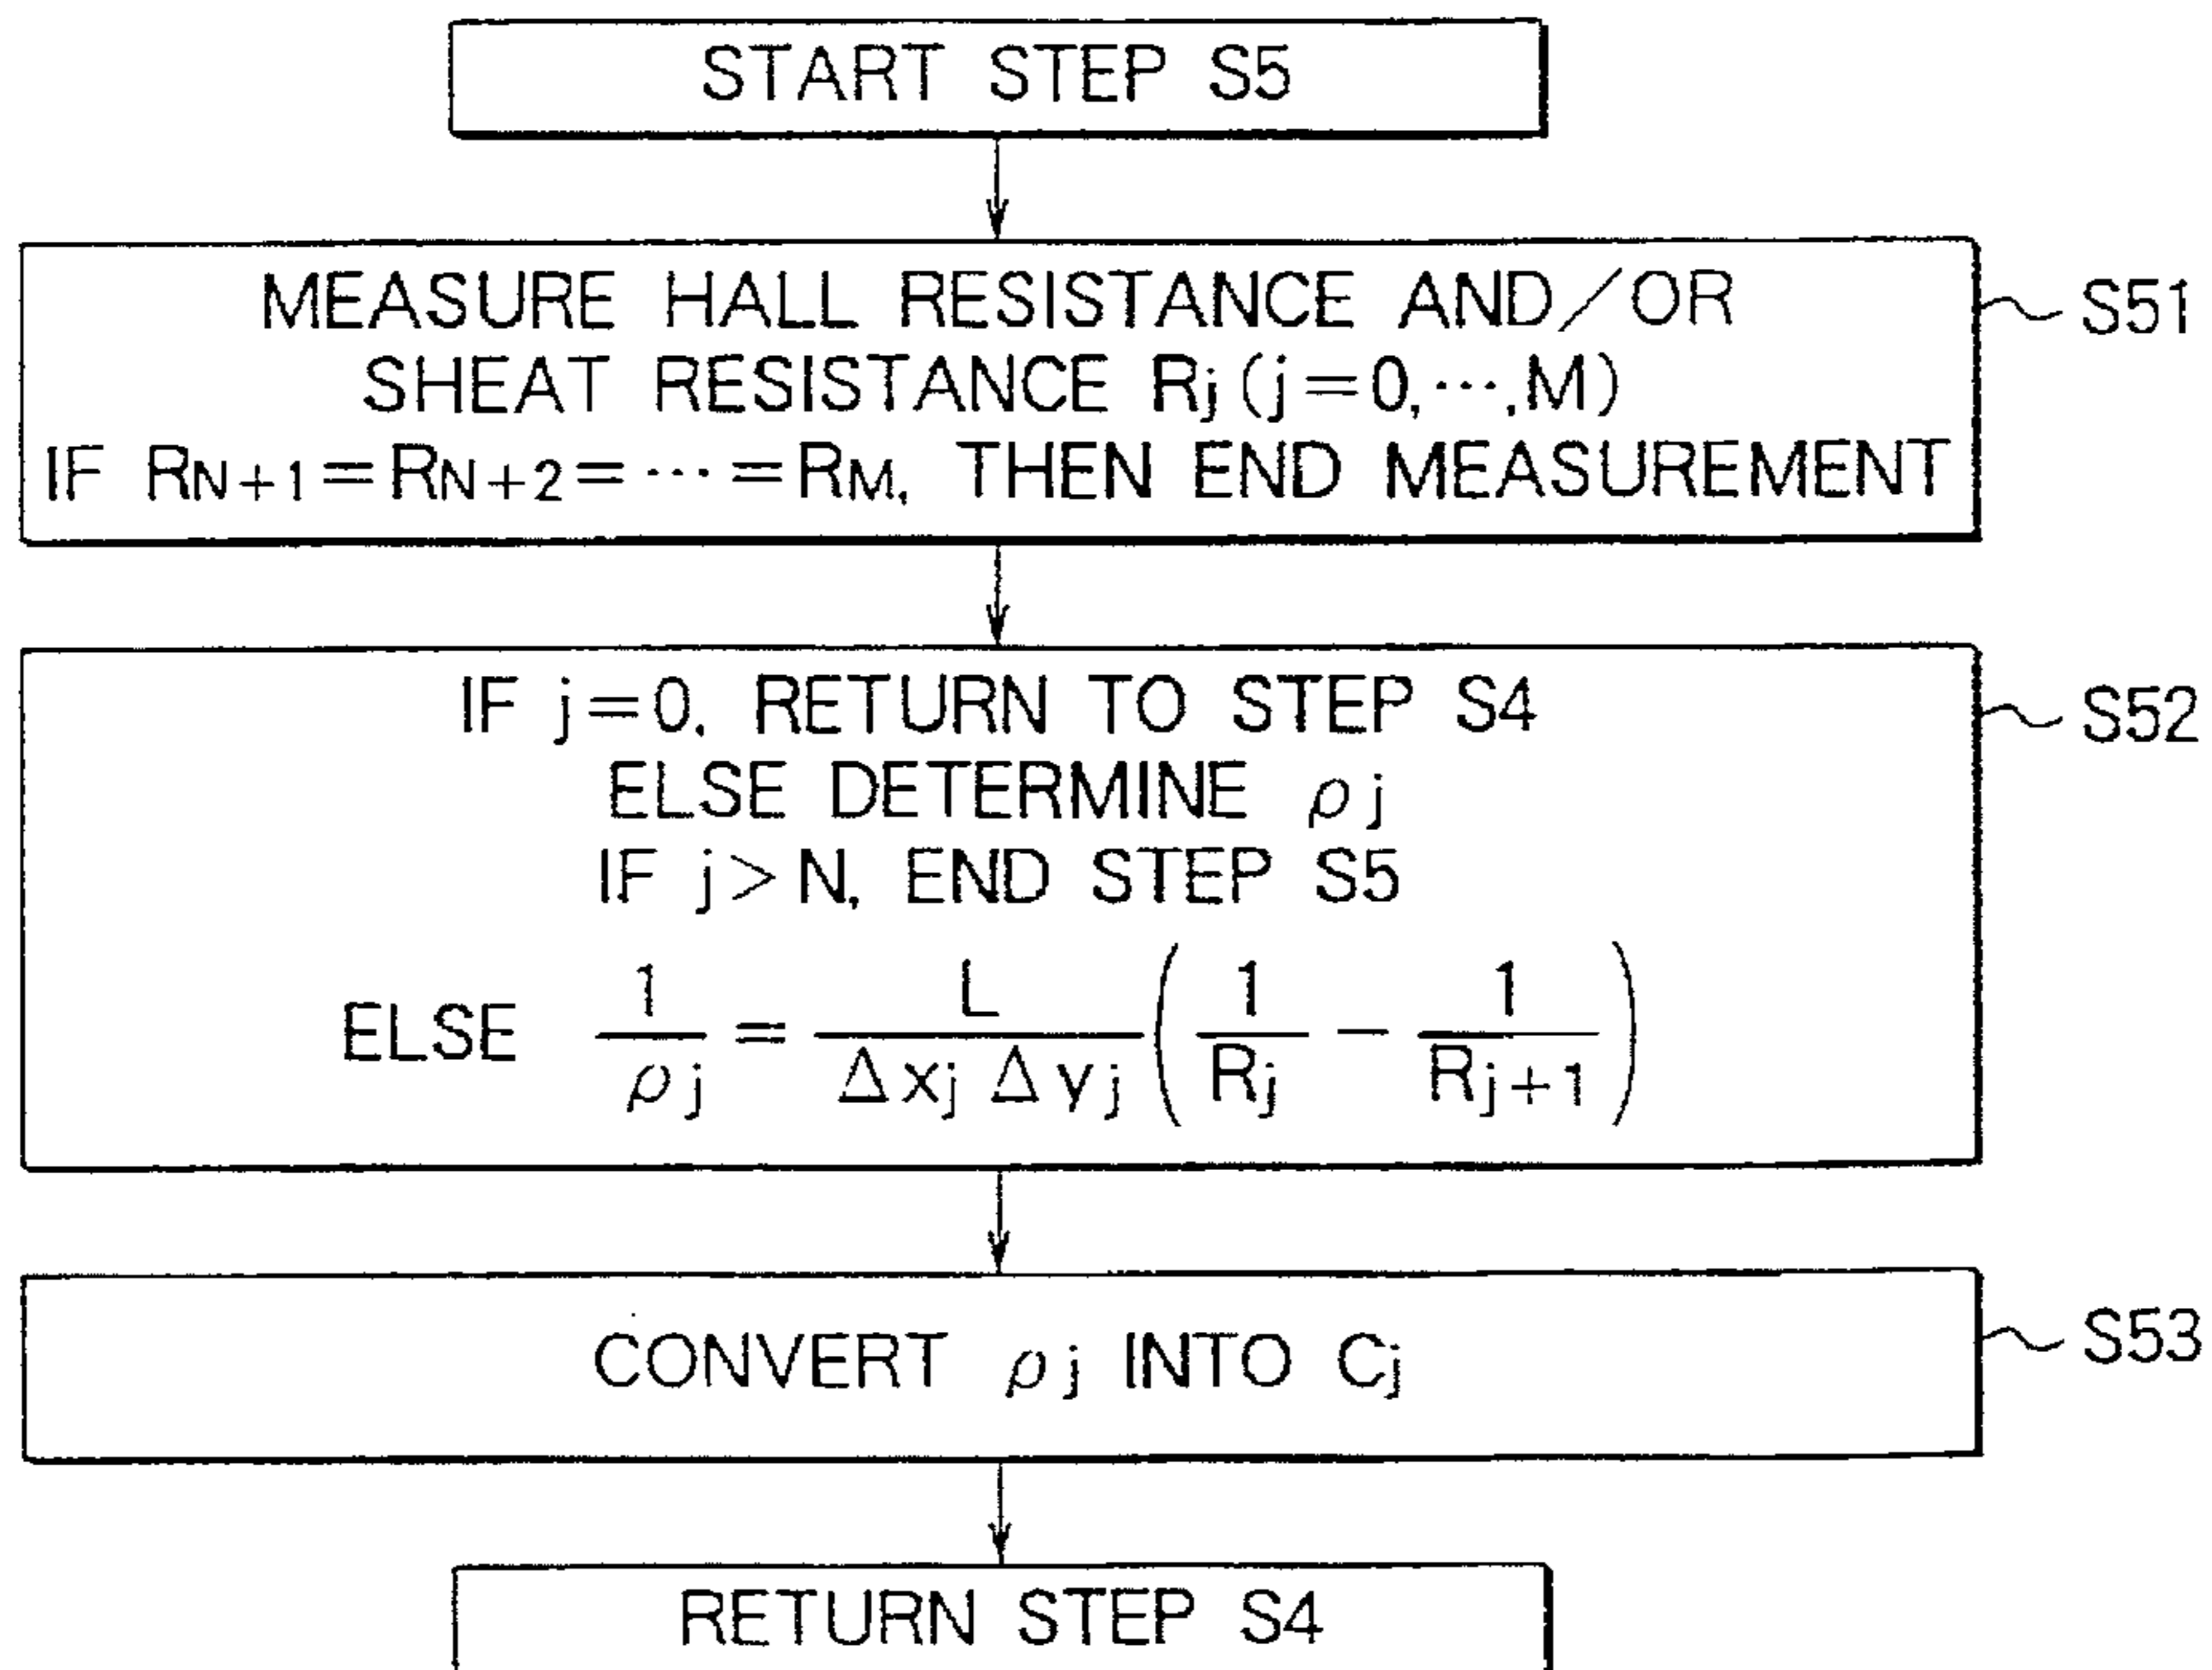 START STEP S5
MEASURE HALL RESISTANCE AND/OR
SHEAT RESISTANCE Rj (j=0,⋯,M)
IF RN+1=RN+2=⋯=RM, THEN END MEASUREMENT
S51
IF j=0, RETURN TO STEP S4
ELSE DETERMINE ρj
IF j>N, END STEP S5
ELSE 1/ρj = L/(Δxj Δyj) (1/Rj − 1/Rj+1)
S52
CONVERT ρj INTO Cj
S53
RETURN STEP S4